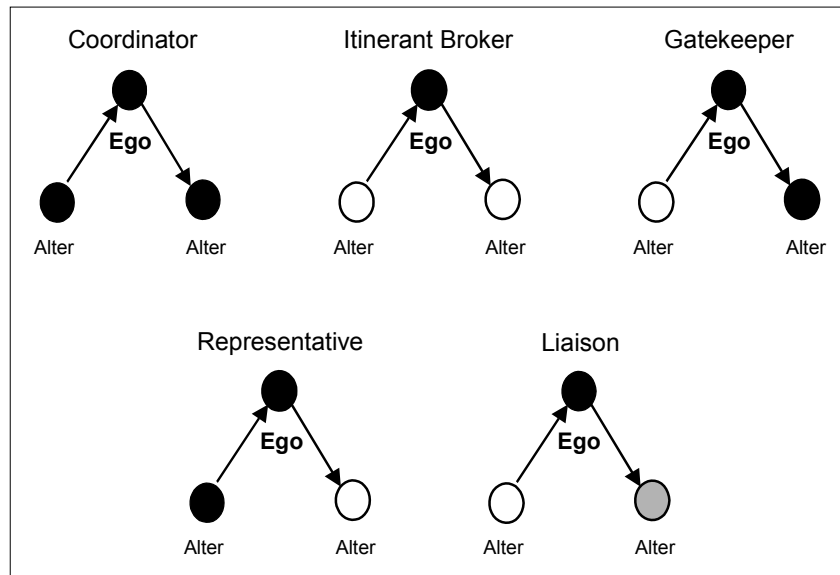 Coordinator
Itinerant Broker
Gatekeeper
Ego
Ego
Ego
Alter
Alter
Alter
Alter
Alter
Alter
Representative
Liaison
Ego
Ego
Alter
Alter
Alter
Alter